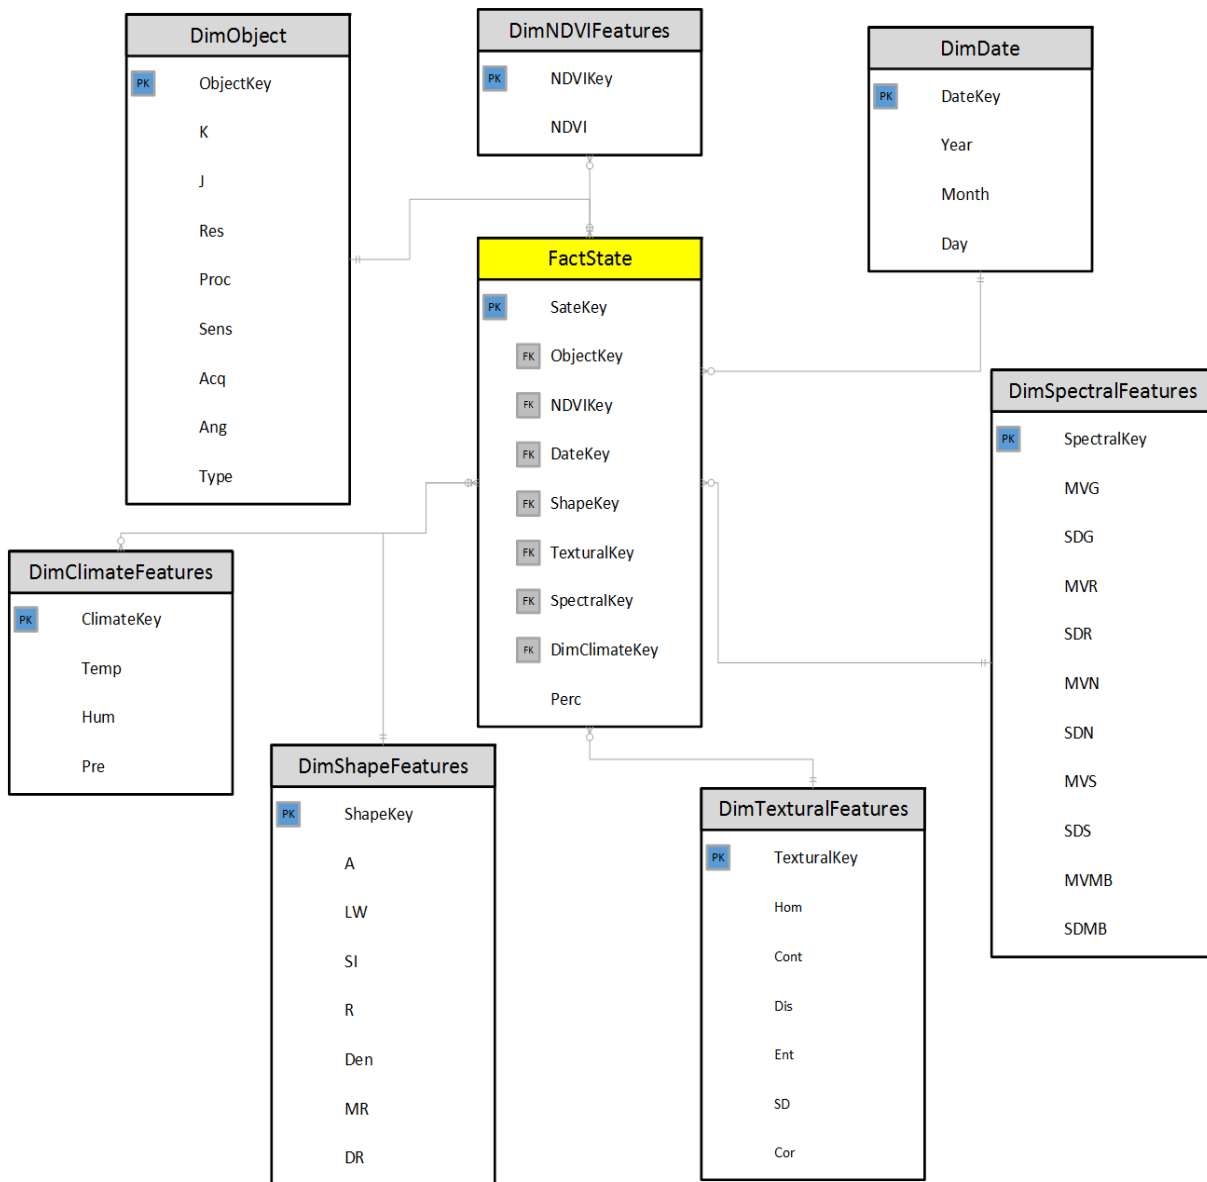 DimObject
PK ObjectKey
K
J
Res
Proc
Sens
Acq
Ang
Type
DimNDVIFeatures
PK NDVIKey
NDVI
DimDate
PK DateKey
Year
Month
Day
FactState
PK SateKey
FK ObjectKey
FK NDVIKey
FK DateKey
FK ShapeKey
FK TexturalKey
FK SpectralKey
FK DimClimateKey
Perc
DimSpectralFeatures
PK SpectralKey
MVG
SDG
MVR
SDR
MVN
SDN
MVS
SDS
MVMB
SDMB
DimClimateFeatures
PK ClimateKey
Temp
Hum
Pre
DimShapeFeatures
PK ShapeKey
A
LW
SI
R
Den
MR
DR
DimTexturalFeatures
PK TexturalKey
Hom
Cont
Dis
Ent
SD
Cor